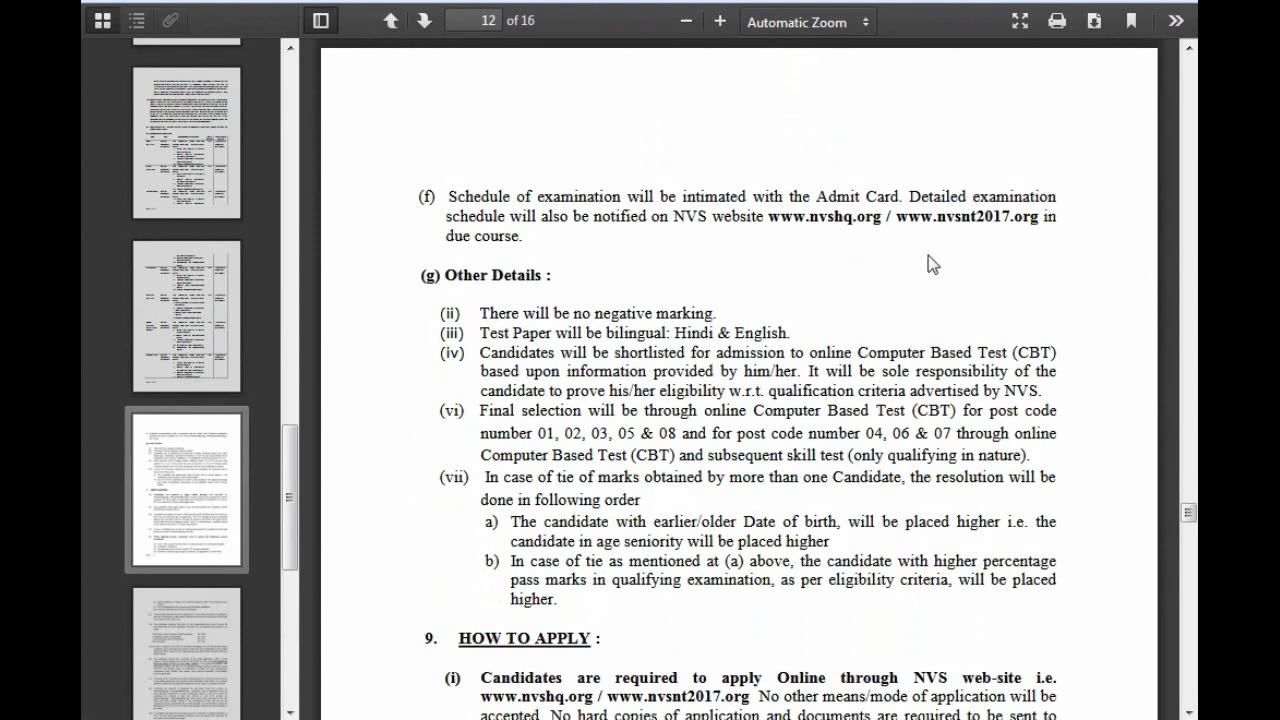 12 of 16
Automatic Zoom
(f) Schedule of examination will be intimated with the Admit Card. Detailed examination
schedule will also be notified on NVS website www.nvshq.org / www.nvsnt2017.org in
due course.
(g) Other Details :
(ii) There will be no negative marking.
(iii) Test Paper will be bilingual: Hindi & English.
(iv) Candidates will be shortlisted for admission to online Computer Based Test (CBT)
based upon information provided by him/her. It will be sole responsibility of the
candidate to prove his/her eligibility w.r.t. qualification criteria advertised by NVS.
(vi) Final selection will be through online Computer Based Test (CBT) for post code
number 01, 02, 03, 05 & 08 and for post code number 04, 06 & 07 through online
Computer Based Test (CBT) and subsequent skill test (only qualifying in nature).
(vii) In case of tie of marks obtained by more than one Candidate, the resolution will be
done in following order
a) The candidate with earlier/older Date of birth, will be placed higher i.e. the
candidate in age seniority will be placed higher
b) In case of tie as mentioned at (a) above, the candidate with higher percentage
pass marks in qualifying examination, as per eligibility criteria, will be placed
higher.
9. HOW TO APPLY :
(i) Candidates are required to apply Online through NVS web-site i.e.
No other means/mode of application will be
accepted. No hard copies of application and documents are required to be sent to